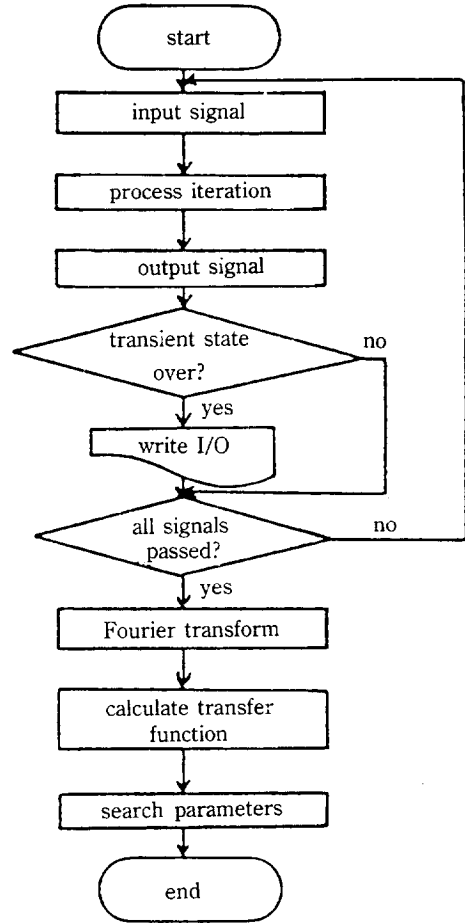 start
input signal
process iteration
output signal
transient state
over?
no
yes
write I/O
all signals
passed?
no
yes
Fourier transform
calculate transfer
function
search parameters
end